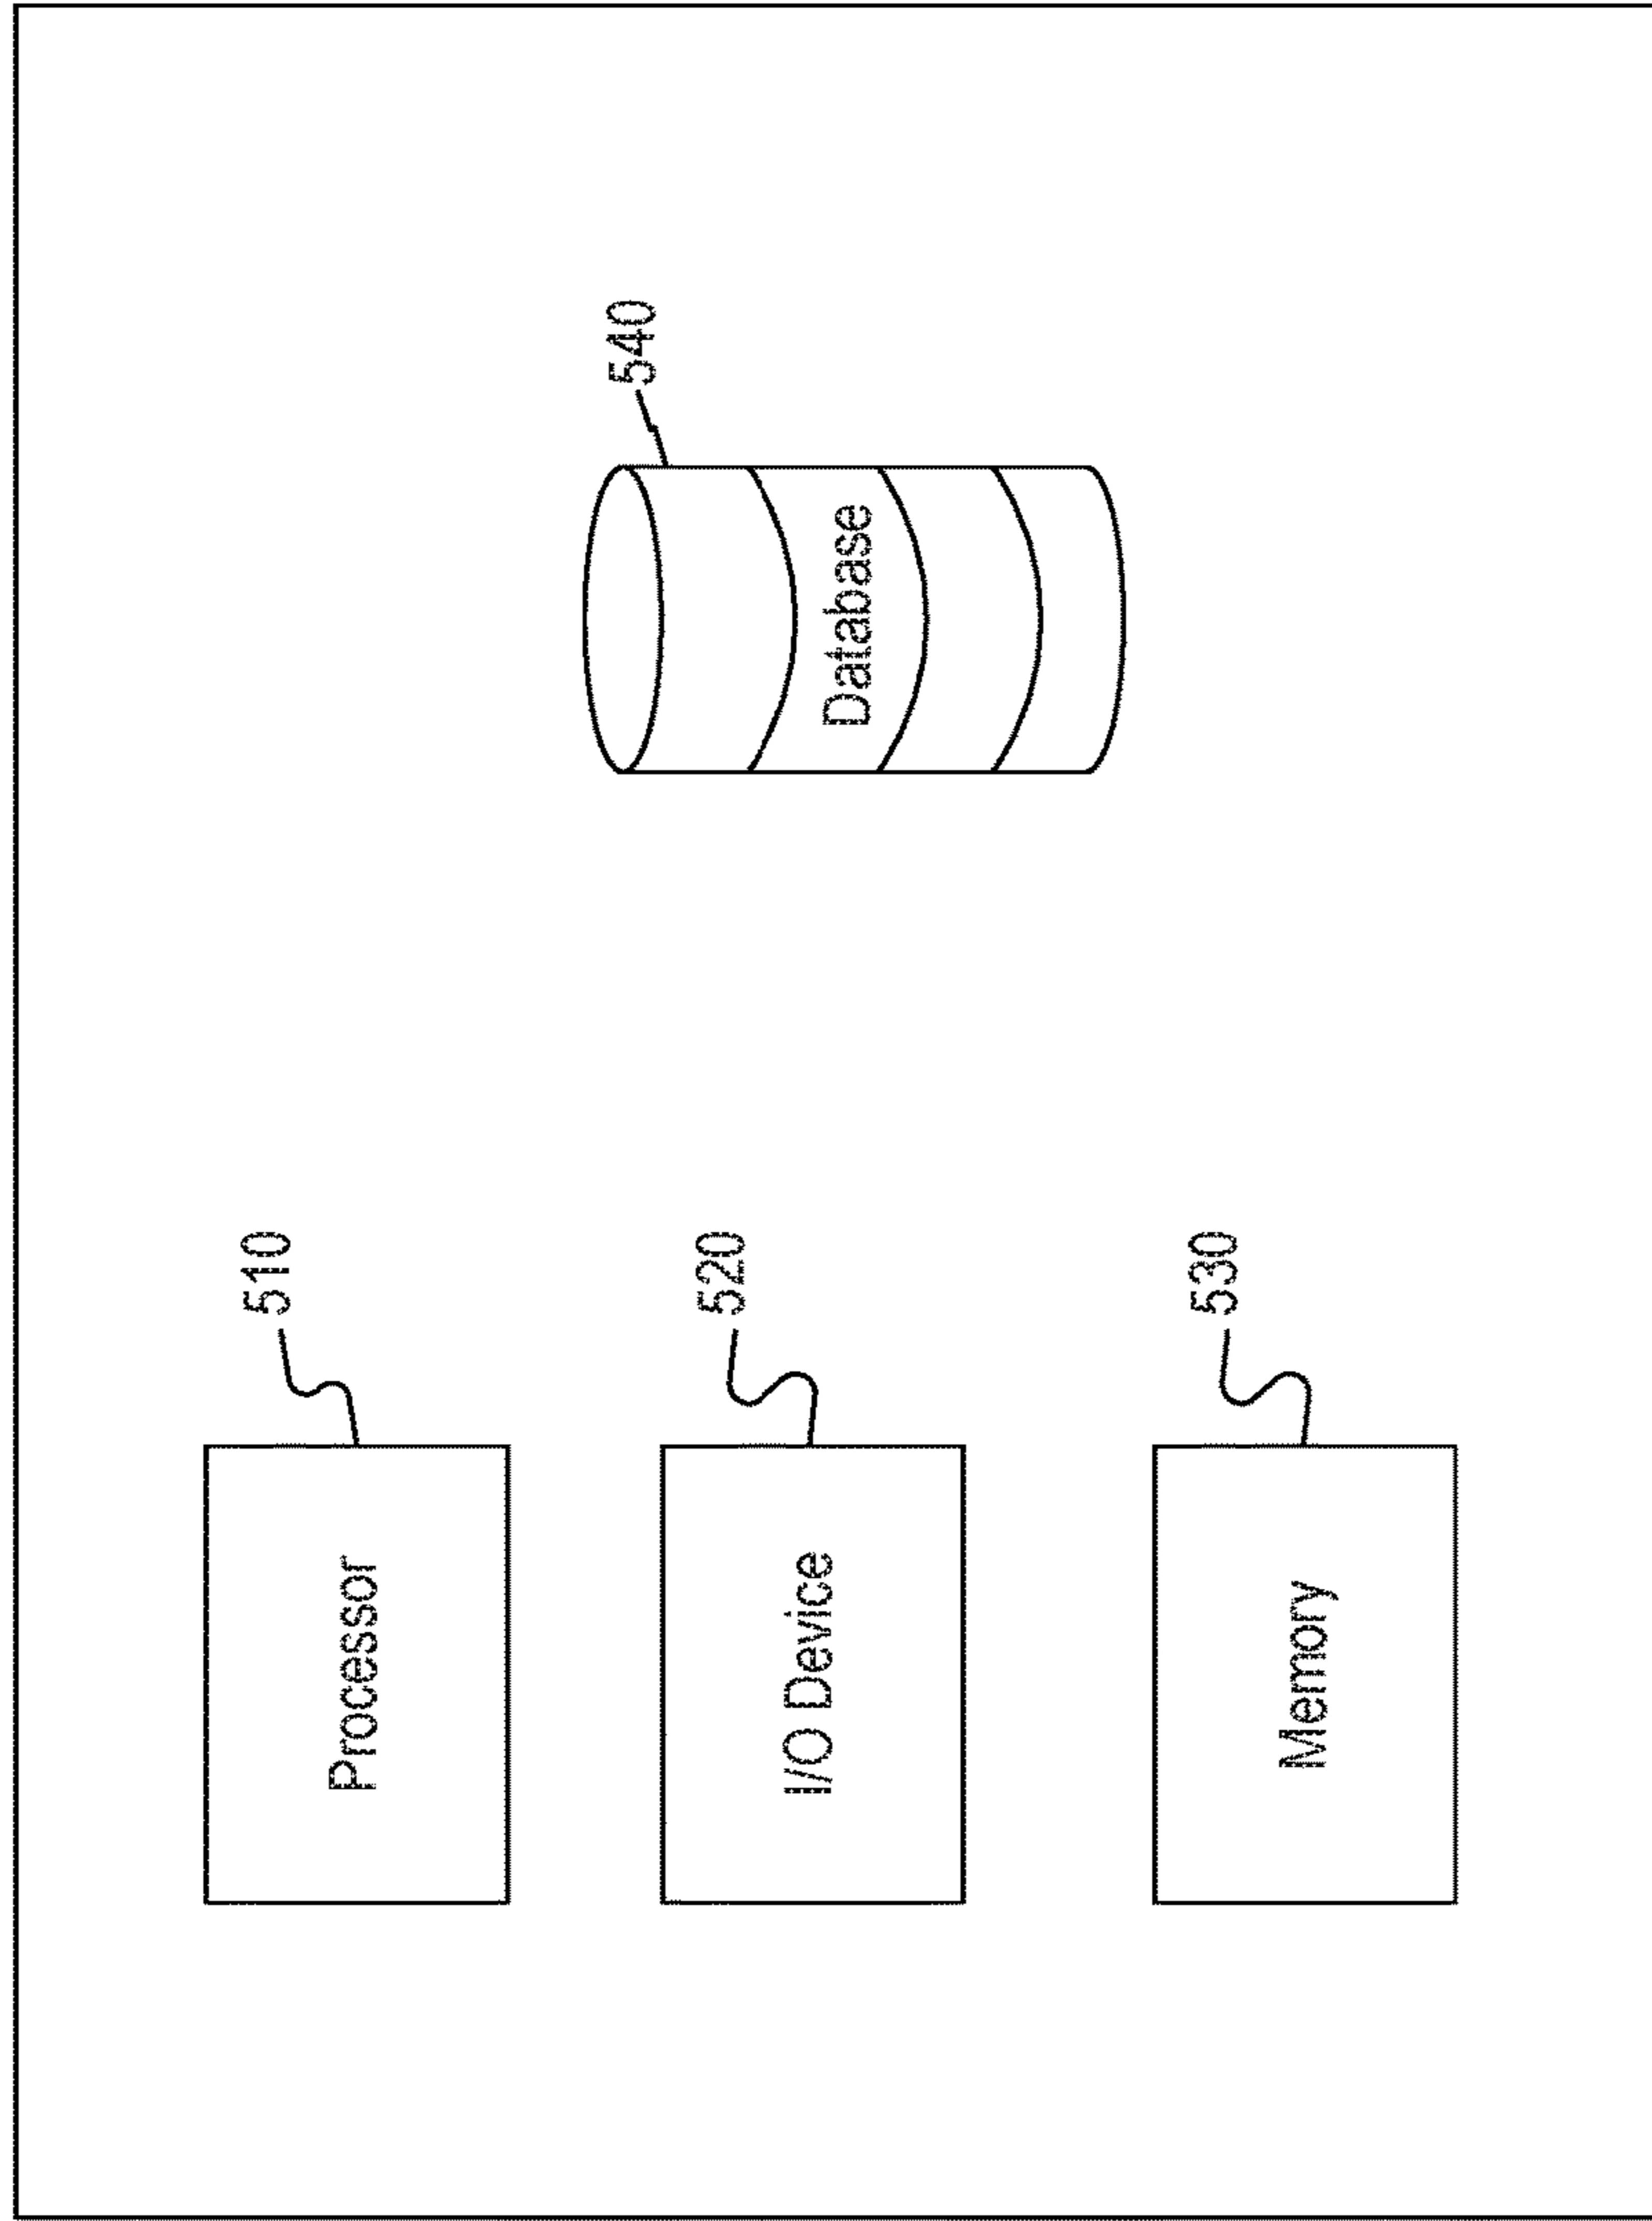 Processor
510
I/O Device
520
Memory
530
Database
540